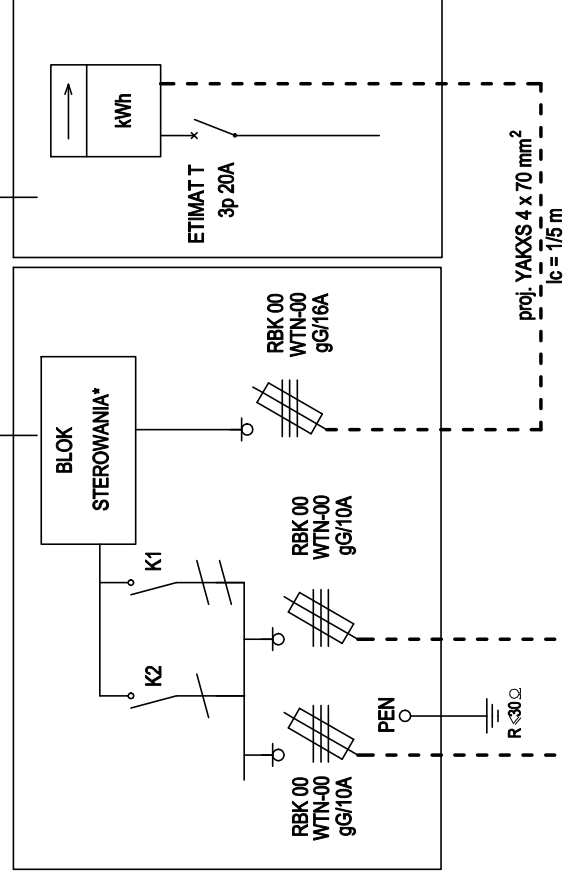 kWh
ETIMAT T
3p 20A
proj. YAKXS 4 x 70 mm²
lc = 1/5 m
BLOK
STEROWANIA*
RBK 00
WTN-00
gG/16A
K1
RBK 00
WTN-00
gG/10A
K2
PEN
R ≪30Ω
RBK 00
WTN-00
gG/10A